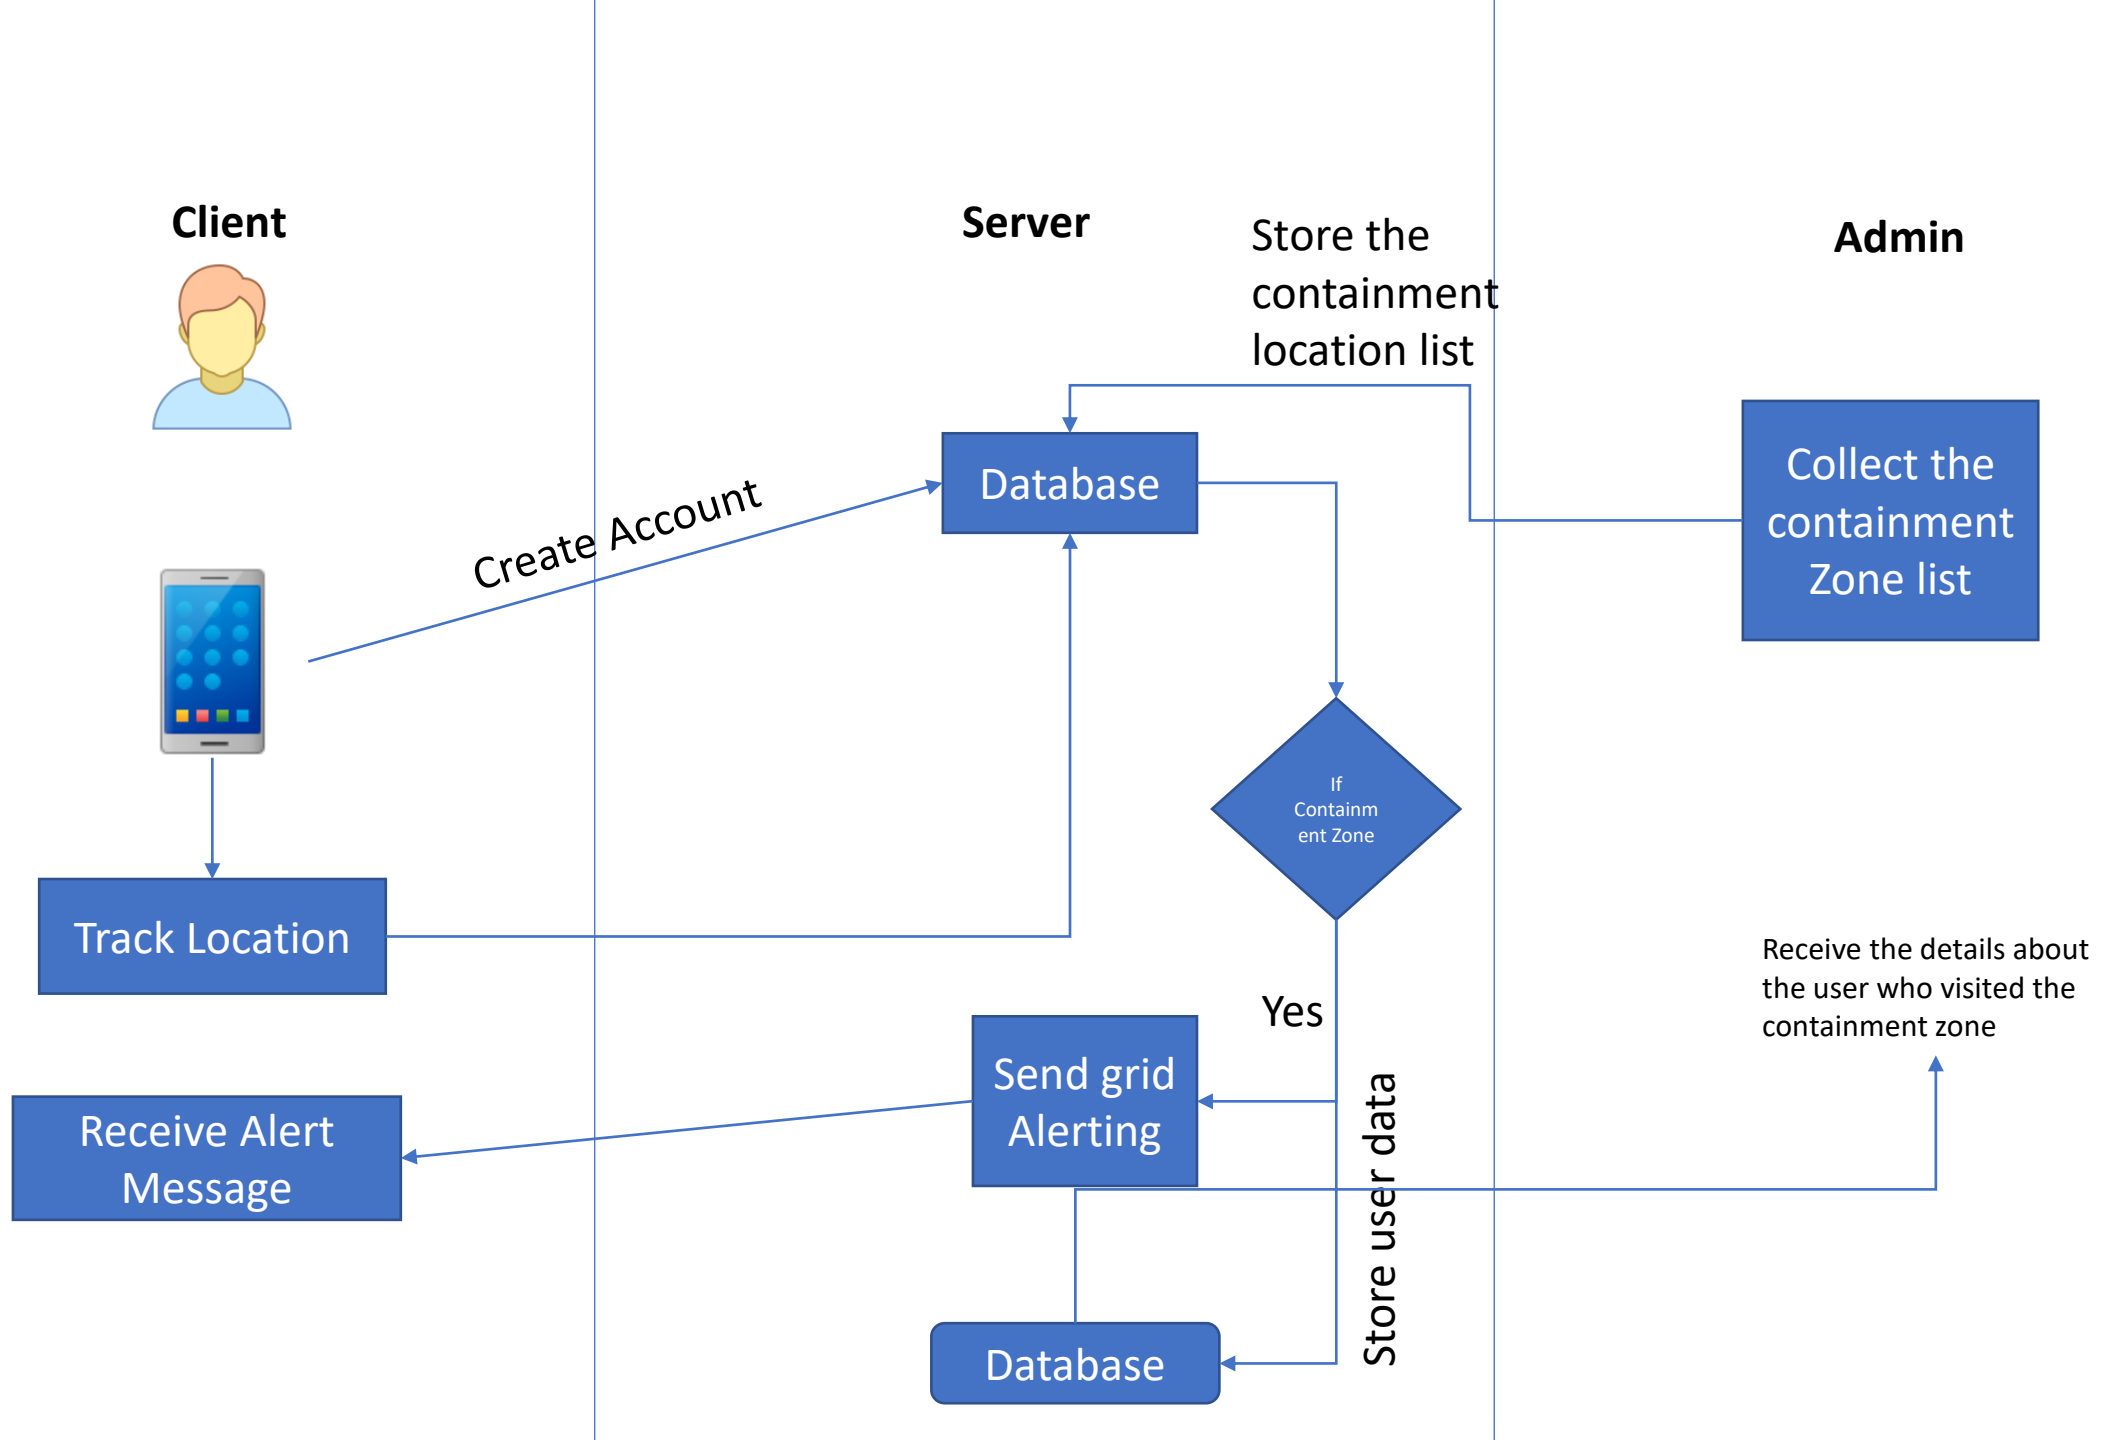 Client
Server
Admin
Store the
containment
location list
Create Account
Database
Collect the
containment
Zone list
If
Containm
ent Zone
Track Location
Yes
Receive the details about
the user who visited the
containment zone
Send grid
Alerting
Receive Alert
Message
Store user data
Database